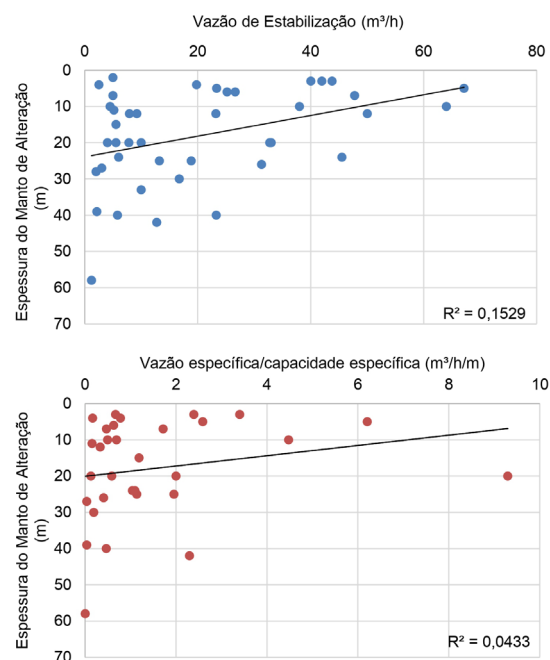 Vazão de Estabilização (m³/h)
0 20 40 60 80
0
10
20
30
40
50
60
70
Espessura do Manto de Alteração
(m)
R² = 0,1529
Vazão específica/capacidade específica (m³/h/m)
0 2 4 6 8 10
0
10
20
30
40
50
60
70
Espessura do Manto de Alteração
(m)
R² = 0,0433